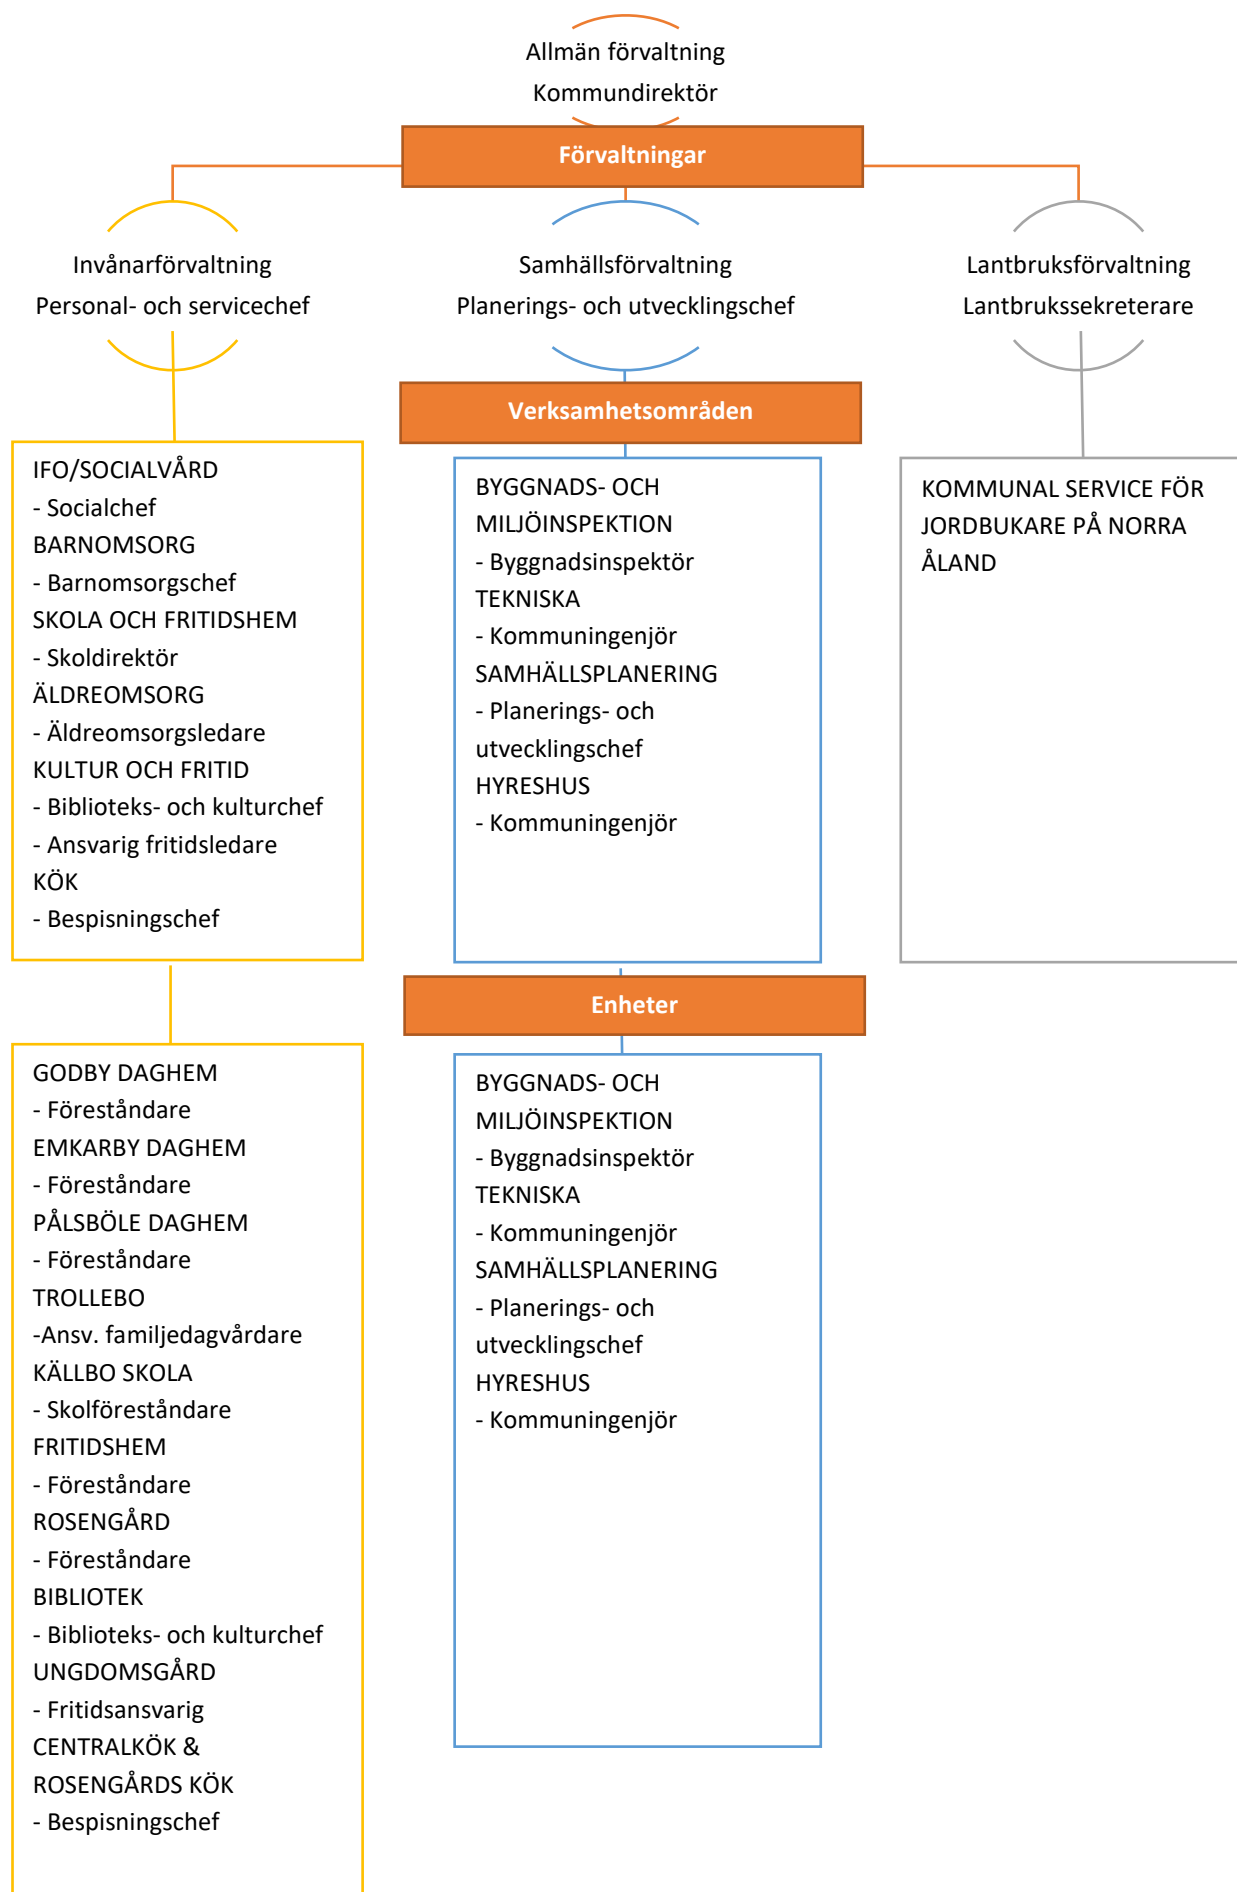 Allmän förvaltning
Kommundirektör
Förvaltningar
Invånarförvaltning
Personal- och servicechef
Samhällsförvaltning
Planerings- och utvecklingschef
Lantbruksförvaltning
Lantbrukssekreterare
Verksamhetsområden
IFO/SOCIALVÅRD
- Socialchef
BARNOMSORG
- Barnomsorgschef
SKOLA OCH FRITIDSHEM
- Skoldirektör
ÄLDREOMSORG
- Äldreomsorgsledare
KULTUR OCH FRITID
- Biblioteks- och kulturchef
- Ansvarig fritidsledare
KÖK
- Bespisningschef
BYGGNADS- OCH
MILJÖINSPEKTION
- Byggnadsinspektör
TEKNISKA
- Kommuningenjör
SAMHÄLLSPLANERING
- Planerings- och
utvecklingschef
HYRESHUS
- Kommuningenjör
KOMMUNAL SERVICE FÖR
JORDBUKARE PÅ NORRA
ÅLAND
Enheter
GODBY DAGHEM
- Föreståndare
EMKARBY DAGHEM
- Föreståndare
PÅLSBÖLE DAGHEM
- Föreståndare
TROLLEBO
-Ansv. familjedagvårdare
KÄLLBO SKOLA
- Skolföreståndare
FRITIDSHEM
- Föreståndare
ROSENGÅRD
- Föreståndare
BIBLIOTEK
- Biblioteks- och kulturchef
UNGDOMSGÅRD
- Fritidsansvarig
CENTRALKÖK &
ROSENGÅRDS KÖK
- Bespisningschef
BYGGNADS- OCH
MILJÖINSPEKTION
- Byggnadsinspektör
TEKNISKA
- Kommuningenjör
SAMHÄLLSPLANERING
- Planerings- och
utvecklingschef
HYRESHUS
- Kommuningenjör